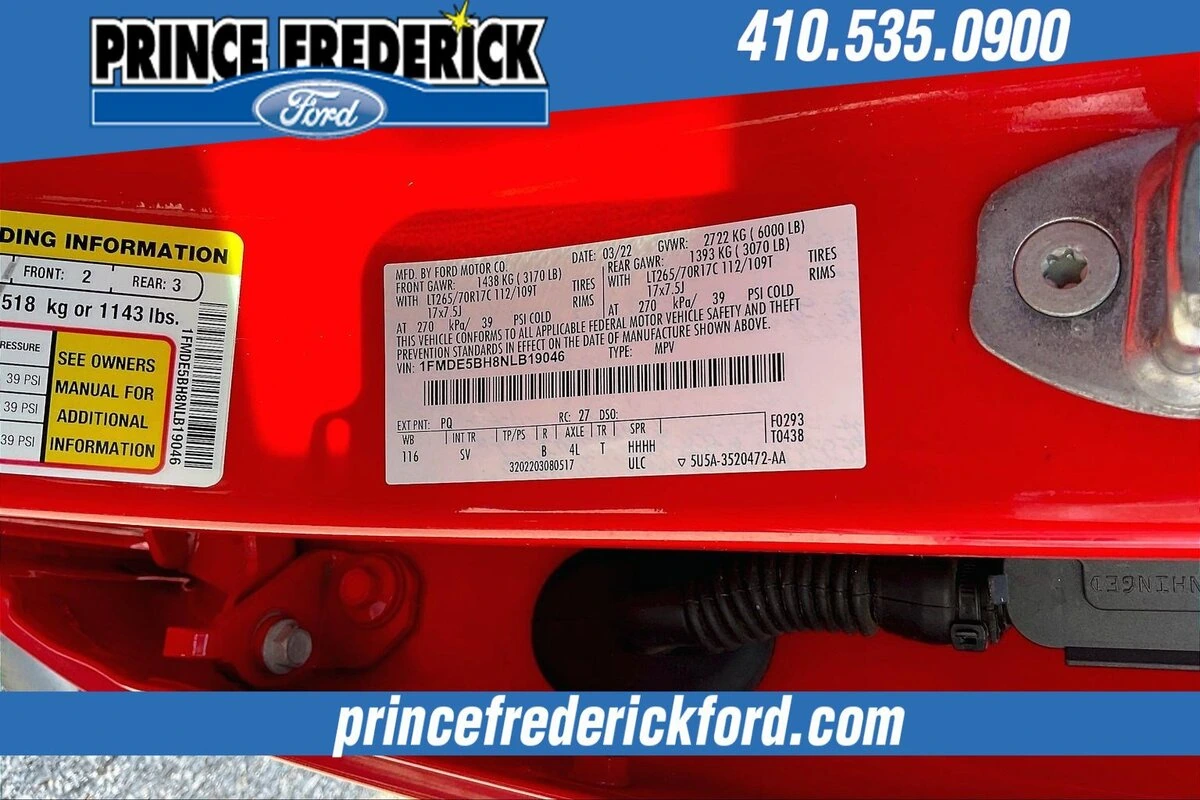 PRINCE FREDERICK
Ford
410.535.0900
DING INFORMATION
FRONT: 2 REAR: 3
518 kg or 1143 lbs.
RESSURE
39 PSI
39 PSI
39 PSI
SEE OWNERS
MANUAL FOR
ADDITIONAL
INFORMATION
1FMDE5BH8NLB19046
MFD. BY FORD MOTOR CO. DATE: 03/22 GVWR: 2722 KG ( 6000 LB)
FRONT GAWR: 1438 KG ( 3170 LB) REAR GAWR: 1393 KG ( 3070 LB)
WITH LT265/70R17C 112/109T TIRES WITH LT265/70R17C 112/109T TIRES
17x7.5J RIMS 17x7.5J RIMS
AT 270 kPa/ 39 PSI COLD AT 270 kPa/ 39 PSI COLD
THIS VEHICLE CONFORMS TO ALL APPLICABLE FEDERAL MOTOR VEHICLE SAFETY AND THEFT
PREVENTION STANDARDS IN EFFECT ON THE DATE OF MANUFACTURE SHOWN ABOVE.
VIN: 1FMDE5BH8NLB19046 TYPE: MPV
EXT PNT: PQ RC: 27 DSO: F0293
WB INT TR TP/PS R AXLE TR SPR T0438
116 SV B 4L T HHHH
3202203080517 ULC 5U5A-3520472-AA
NHINGED
princefrederickford.com